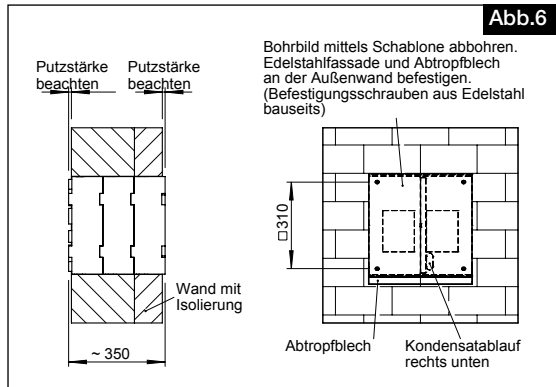 Abb.6
Bohrbild mittels Schablone abbohren.
Edelstahlfassade und Abtropfblech
an der Außenwand befestigen.
(Befestigungsschrauben aus Edelstahl
bauseits)
Putzstärke
beachten
Putzstärke
beachten
□310
Wand mit
Isolierung
~ 350
Abtropfblech
Kondensatablauf
rechts unten